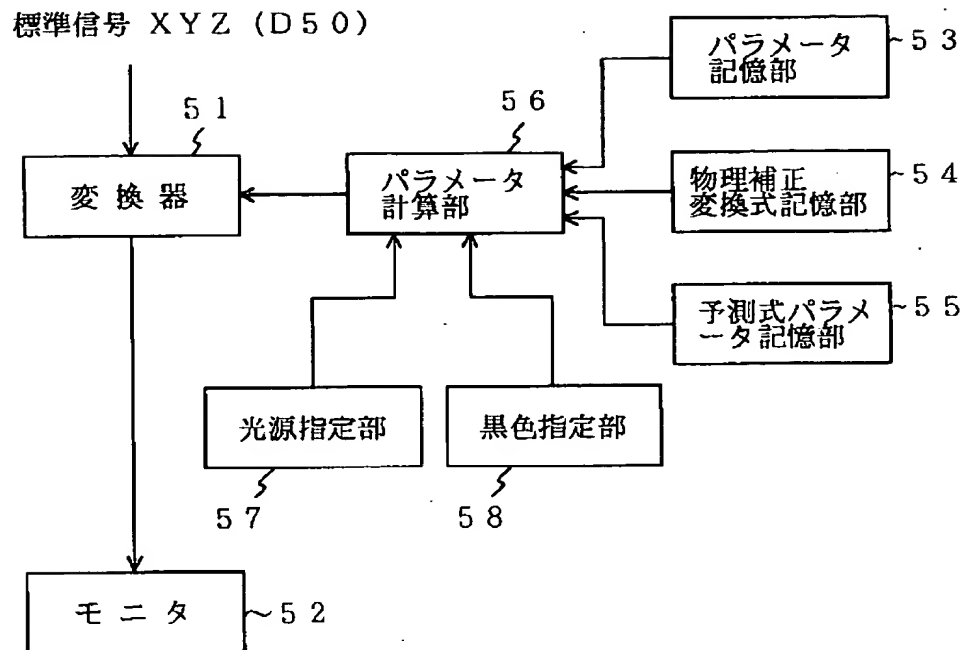 標準信号 XYZ (D50)
51
変換器
56
パラメータ
計算部
パラメータ
記憶部
53
物理補正
変換式記憶部
54
予測式パラメ
ータ記憶部
55
光源指定部
57
黒色指定部
58
モニタ
52